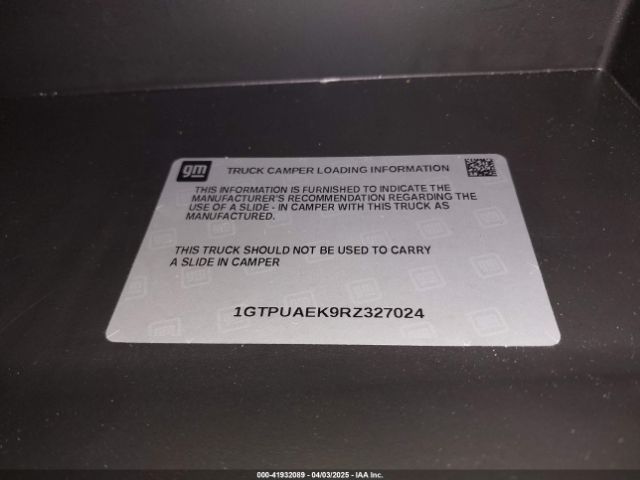 gm TRUCK CAMPER LOADING INFORMATION
THIS INFORMATION IS FURNISHED TO INDICATE THE
MANUFACTURER'S RECOMMENDATION REGARDING THE
USE OF A SLIDE - IN CAMPER WITH THIS TRUCK AS
MANUFACTURED.
THIS TRUCK SHOULD NOT BE USED TO CARRY
A SLIDE IN CAMPER
1GTPUAEK9RZ327024
000-41932089 - 04/03/2025 - IAA Inc.